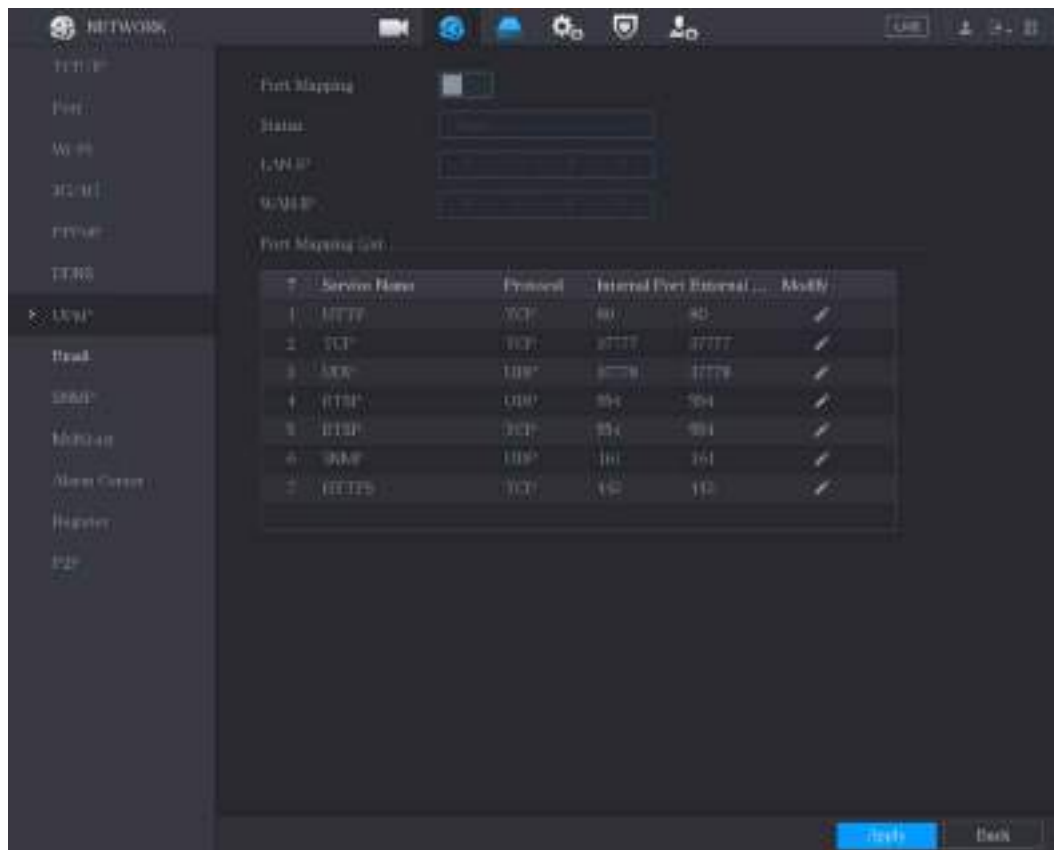 NETWORK
LIVE
TCP/IP
Port
Wi-Fi
3G/4G
PPPoE
DDNS
UPnP
Email
SNMP
Multicast
Alarm Center
Register
P2P
Port Mapping
Status
LAN IP
WAN IP
Port Mapping List
7 Service Name Protocol Internal Port External ... Modify
1 HTTP TCP 80 80
2 TCP TCP 37777 37777
3 UDP UDP 37778 37778
4 RTSP UDP 554 554
5 RTSP TCP 554 554
6 SNMP UDP 161 161
7 HTTPS TCP 443 443
Apply Back